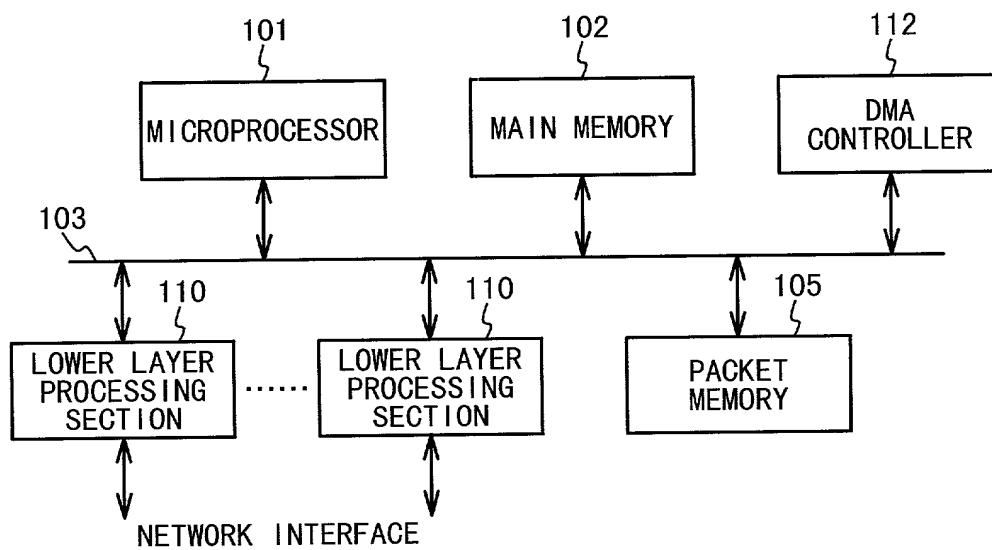 101
102
112
MICROPROCESSOR
MAIN MEMORY
DMA
CONTROLLER
103
110
110
105
LOWER LAYER
PROCESSING
SECTION
......
LOWER LAYER
PROCESSING
SECTION
PACKET
MEMORY
NETWORK INTERFACE